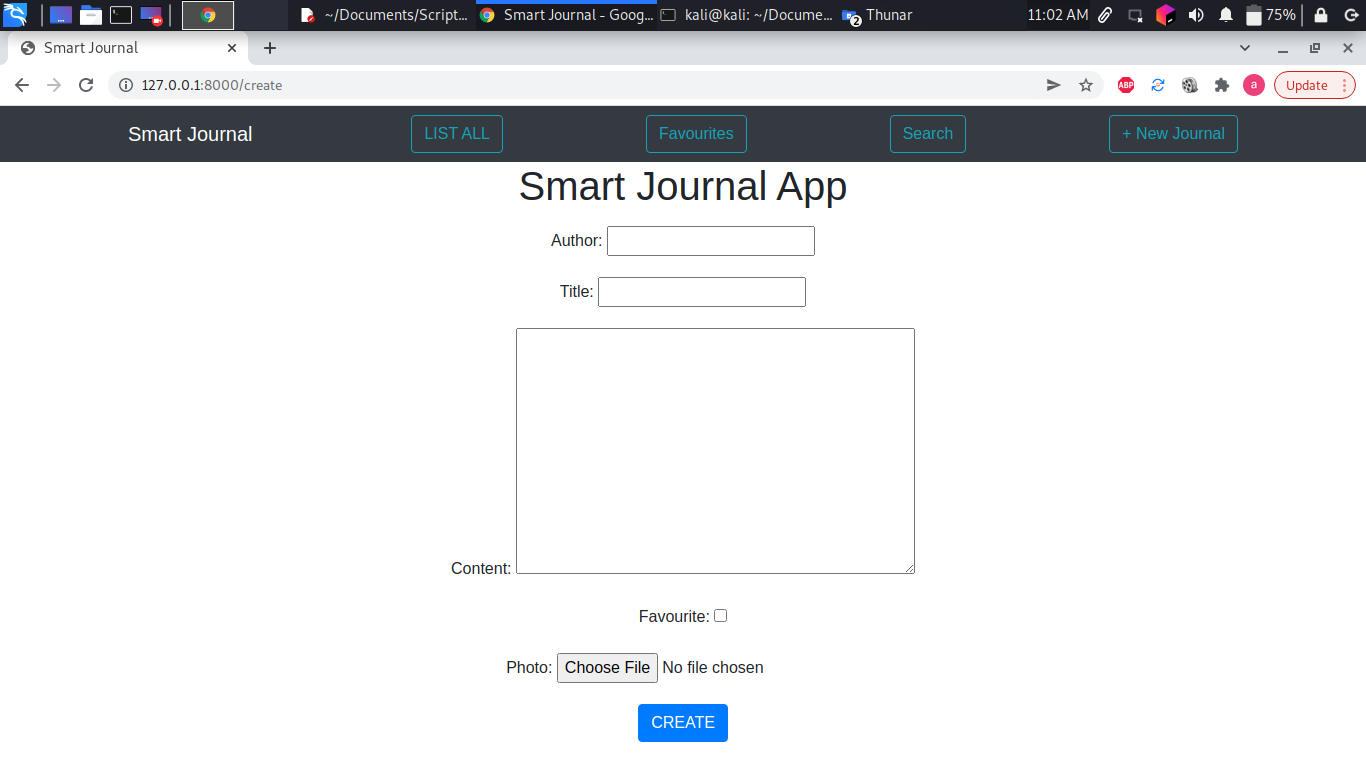 ~/Documents/Script... Smart Journal - Goog... kali@kali: ~/Docume... 2 Thunar 11:02 AM 75%
Smart Journal
127.0.0.1:8000/create ABP a Update
Smart Journal LIST ALL Favourites Search + New Journal
Smart Journal App
Author:
Title:
Content:
Favourite:
Photo: Choose File No file chosen
CREATE